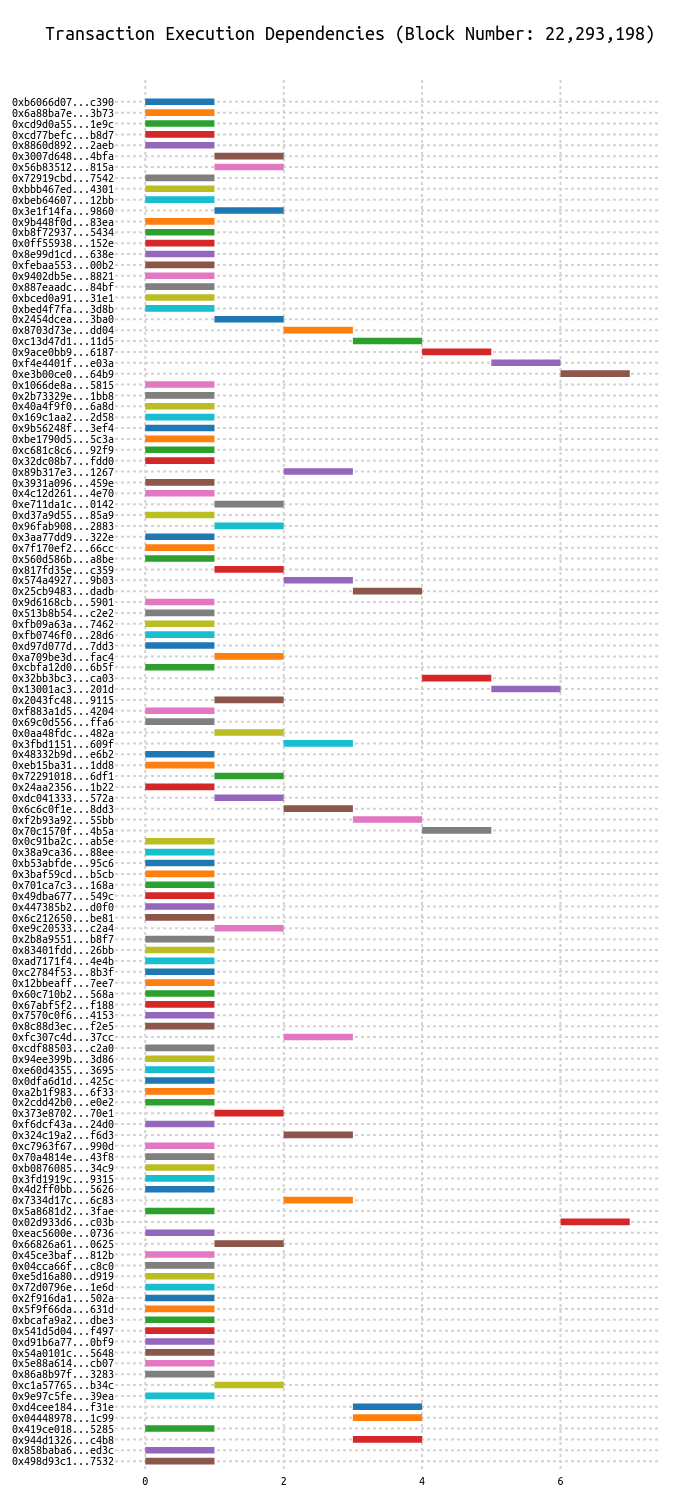 Transaction Execution Dependencies (Block Number: 22,293,198)
0xb6066d07...c390
0x6a88ba7e...3b73
0xcd9d0a55...1e9c
0xcd77befc...b8d7
0x8860d892...2aeb
0x3007d648...4bfa
0x56b83512...815a
0x72919cbd...7542
0xbbb467ed...4301
0xbeb64607...12bb
0x3e1f14fa...9860
0x9b448f0d...83ea
0xb8f72937...5434
0x0ff55938...152e
0x8e99d1cd...638e
0xfebaa553...00b2
0x9402db5e...8821
0x887eaadc...84bf
0xbced0a91...31e1
0xbed4f7fa...3d8b
0x2454dcea...3ba0
0x8703d73e...dd04
0xc13d47d1...11d5
0x9ace0bb9...6187
0xf4e4401f...e03a
0xe3b00ce0...64b9
0x1066de8a...5815
0x2b73329e...1bb8
0x40a4f9f0...6a8d
0x169c1aa2...2d58
0x9b56248f...3ef4
0xbe1790d5...5c3a
0xc681c8c6...92f9
0x32dc08b7...fdd0
0x89b317e3...1267
0x3931a096...459e
0x4c12d261...4e70
0xe711da1c...0142
0xd37a9d55...85a9
0x96fab908...2883
0x3aa77dd9...322e
0x7f170ef2...66cc
0x560d586b...a8be
0x817fd35e...c359
0x574a4927...9b03
0x25cb9483...dadb
0x9d6168cb...5901
0x513b8b54...c2e2
0xfb09a63a...7462
0xfb0746f0...28d6
0xd97d077d...7dd3
0xa709be3d...fac4
0xcbfa12d0...6b5f
0x32bb3bc3...ca03
0x13001ac3...201d
0x2043fc48...9115
0xf883a1d5...4204
0x69c0d556...ffa6
0x0aa48fdc...482a
0x3fbd1151...609f
0x48332b9d...e6b2
0xeb15ba31...1dd8
0x72291018...6df1
0x24aa2356...1b22
0xdc041333...572a
0x6c6c0f1e...8dd3
0xf2b93a92...55bb
0x70c1570f...4b5a
0x0c91ba2c...ab5e
0x38a9ca36...88ee
0xb53abfde...95c6
0x3baf59cd...b5cb
0x701ca7c3...168a
0x49dba677...549c
0x447385b2...d0f0
0x6c212650...be81
0xe9c20533...c2a4
0x2b8a9551...b8f7
0x83401fdd...26bb
0xad7171f4...4e4b
0xc2784f53...8b3f
0x12bbeaff...7ee7
0x60c710b2...568a
0x67abf5f2...f188
0x7570c0f6...4153
0x8c88d3ec...f2e5
0xfc307c4d...37cc
0xcdf88503...c2a0
0x94ee399b...3d86
0xe60d4355...3695
0x0dfa6d1d...425c
0xa2b1f983...6f33
0x2cdd42b0...e0e2
0x373e8702...70e1
0xf6dcf43a...24d0
0x324c19a2...f6d3
0xc7963f67...990d
0x70a4814e...43f8
0xb0876085...34c9
0x3fd1919c...9315
0x4d2ff0bb...5626
0x7334d17c...6c83
0x5a8681d2...3fae
0x02d933d6...c03b
0xeac5600e...0736
0x66826a61...0625
0x45ce3baf...812b
0x04cca66f...c8c0
0xe5d16a80...d919
0x72d0796e...1e6d
0x2f916da1...502a
0x5f9f66da...631d
0xbcafa9a2...dbe3
0x541d5d04...f497
0xd91b6a77...0bf9
0x54a0101c...5648
0x5e88a614...cb07
0x86a8b97f...3283
0xc1a57765...b34c
0x9e97c5fe...39ea
0xd4cee184...f31e
0x04448978...1c99
0x419ce018...5285
0x944d1326...c4b8
0x858baba6...ed3c
0x498d93c1...7532
0 2 4 6